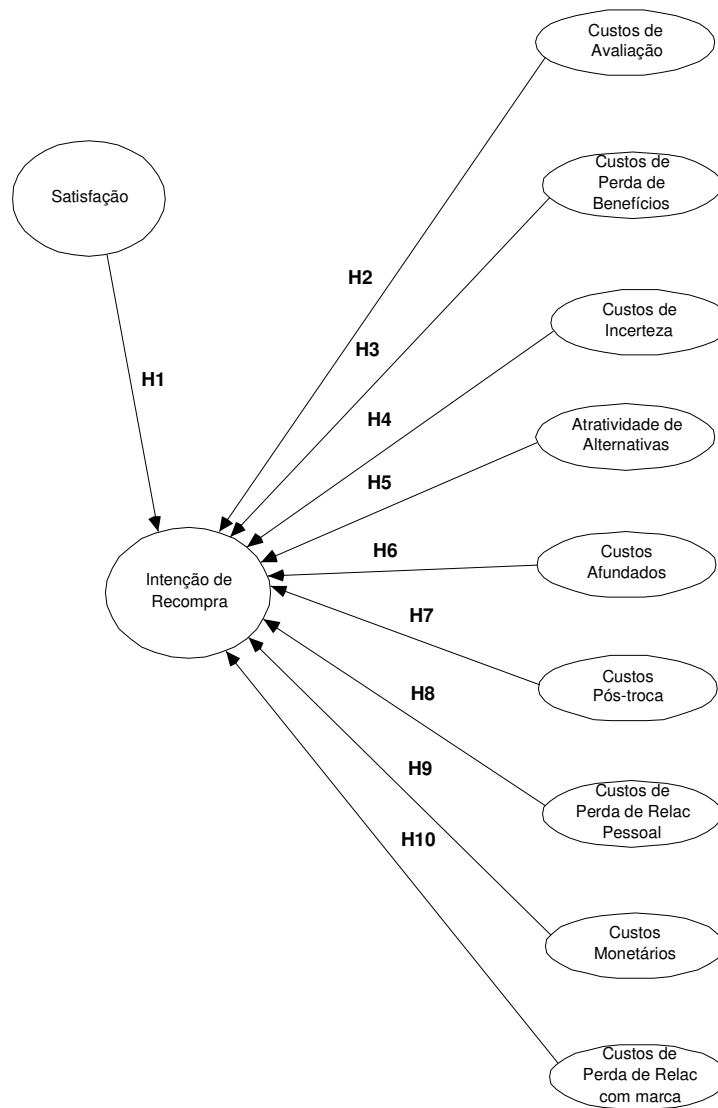 Custos de
Avaliação
Satisfação
Custos de
Perda de
Benefícios
H2
Custos de
Incerteza
H3
H1
H4
Atratividade de
Alternativas
H5
H6
Custos
Afundados
Intenção de
Recompra
H7
Custos
Pós-troca
H8
H9
Custos de
Perda de Relac
Pessoal
H10
Custos
Monetários
Custos de
Perda de Relac
com marca